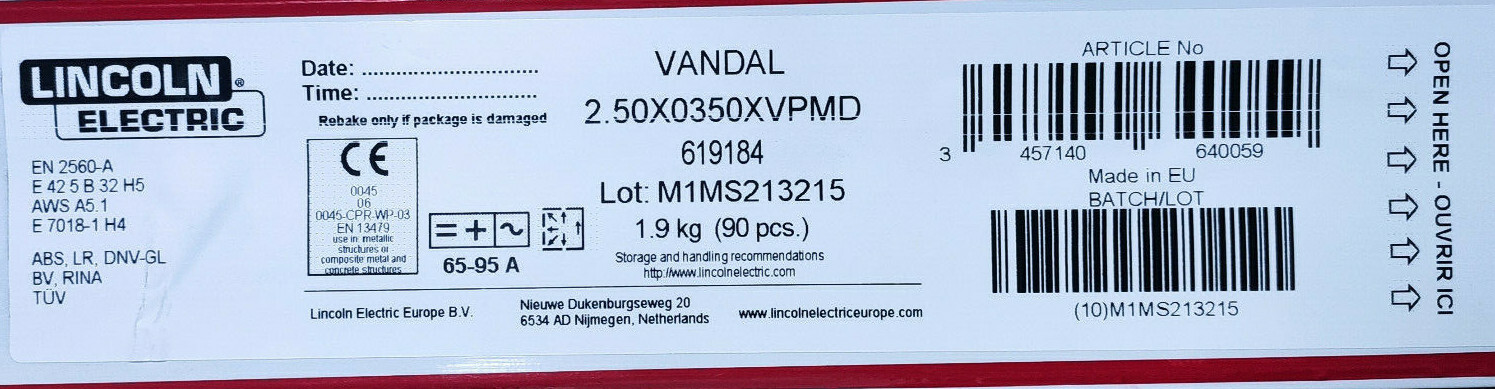 LINCOLN ®
ELECTRIC
EN 2560-A
E 42 5 B 32 H5
AWS A5.1
E 7018-1 H4
ABS, LR, DNV-GL
BV, RINA
TÜV
Date: ..............................
Time: .............................
Rebake only if package is damaged
CE
0045
06
0045-CPR-WP-03
EN 13479
use in metallic
structures or
composite metal and
concrete structures
= + ~
65-95 A
VANDAL
2.50X0350XVPMD
619184
Lot: M1MS213215
1.9 kg (90 pcs.)
Storage and handling recommendations
http://www.lincolnelectric.com
Lincoln Electric Europe B.V.
Nieuwe Dukenburgseweg 20
6534 AD Nijmegen, Netherlands
www.lincolnelectriceurope.com
ARTICLE No
3 457140 640059
Made in EU
BATCH/LOT
(10)M1MS213215
OPEN HERE - OUVRIR ICI